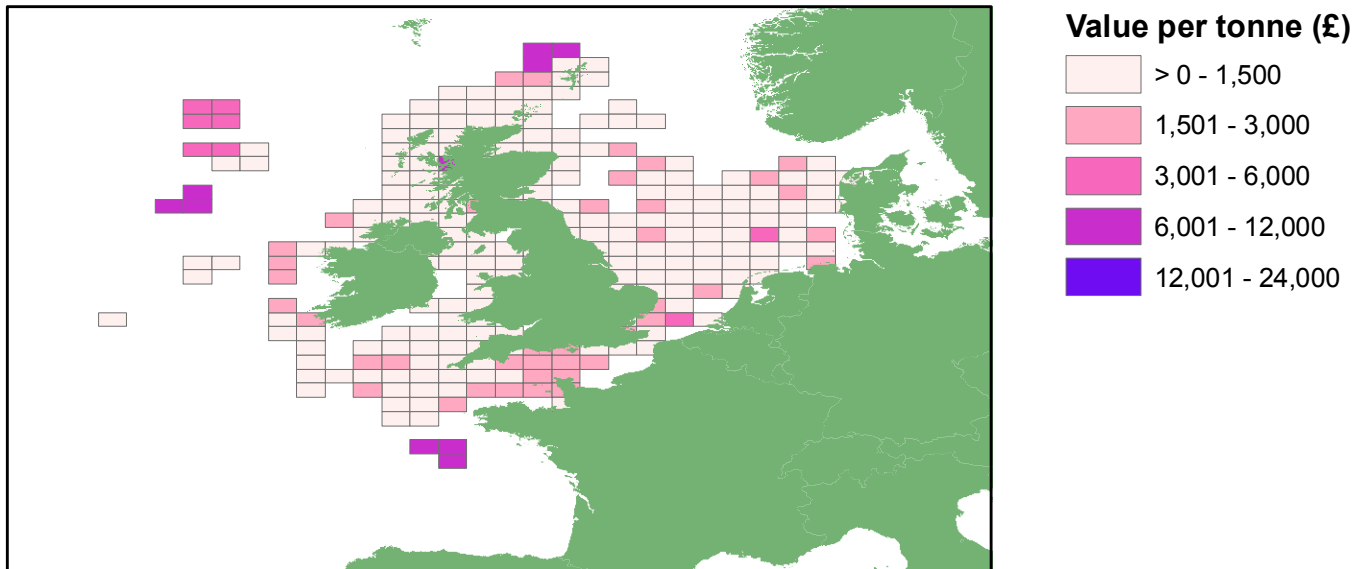 Value per tonne (£)
> 0 - 1,500
1,501 - 3,000
3,001 - 6,000
6,001 - 12,000
12,001 - 24,000